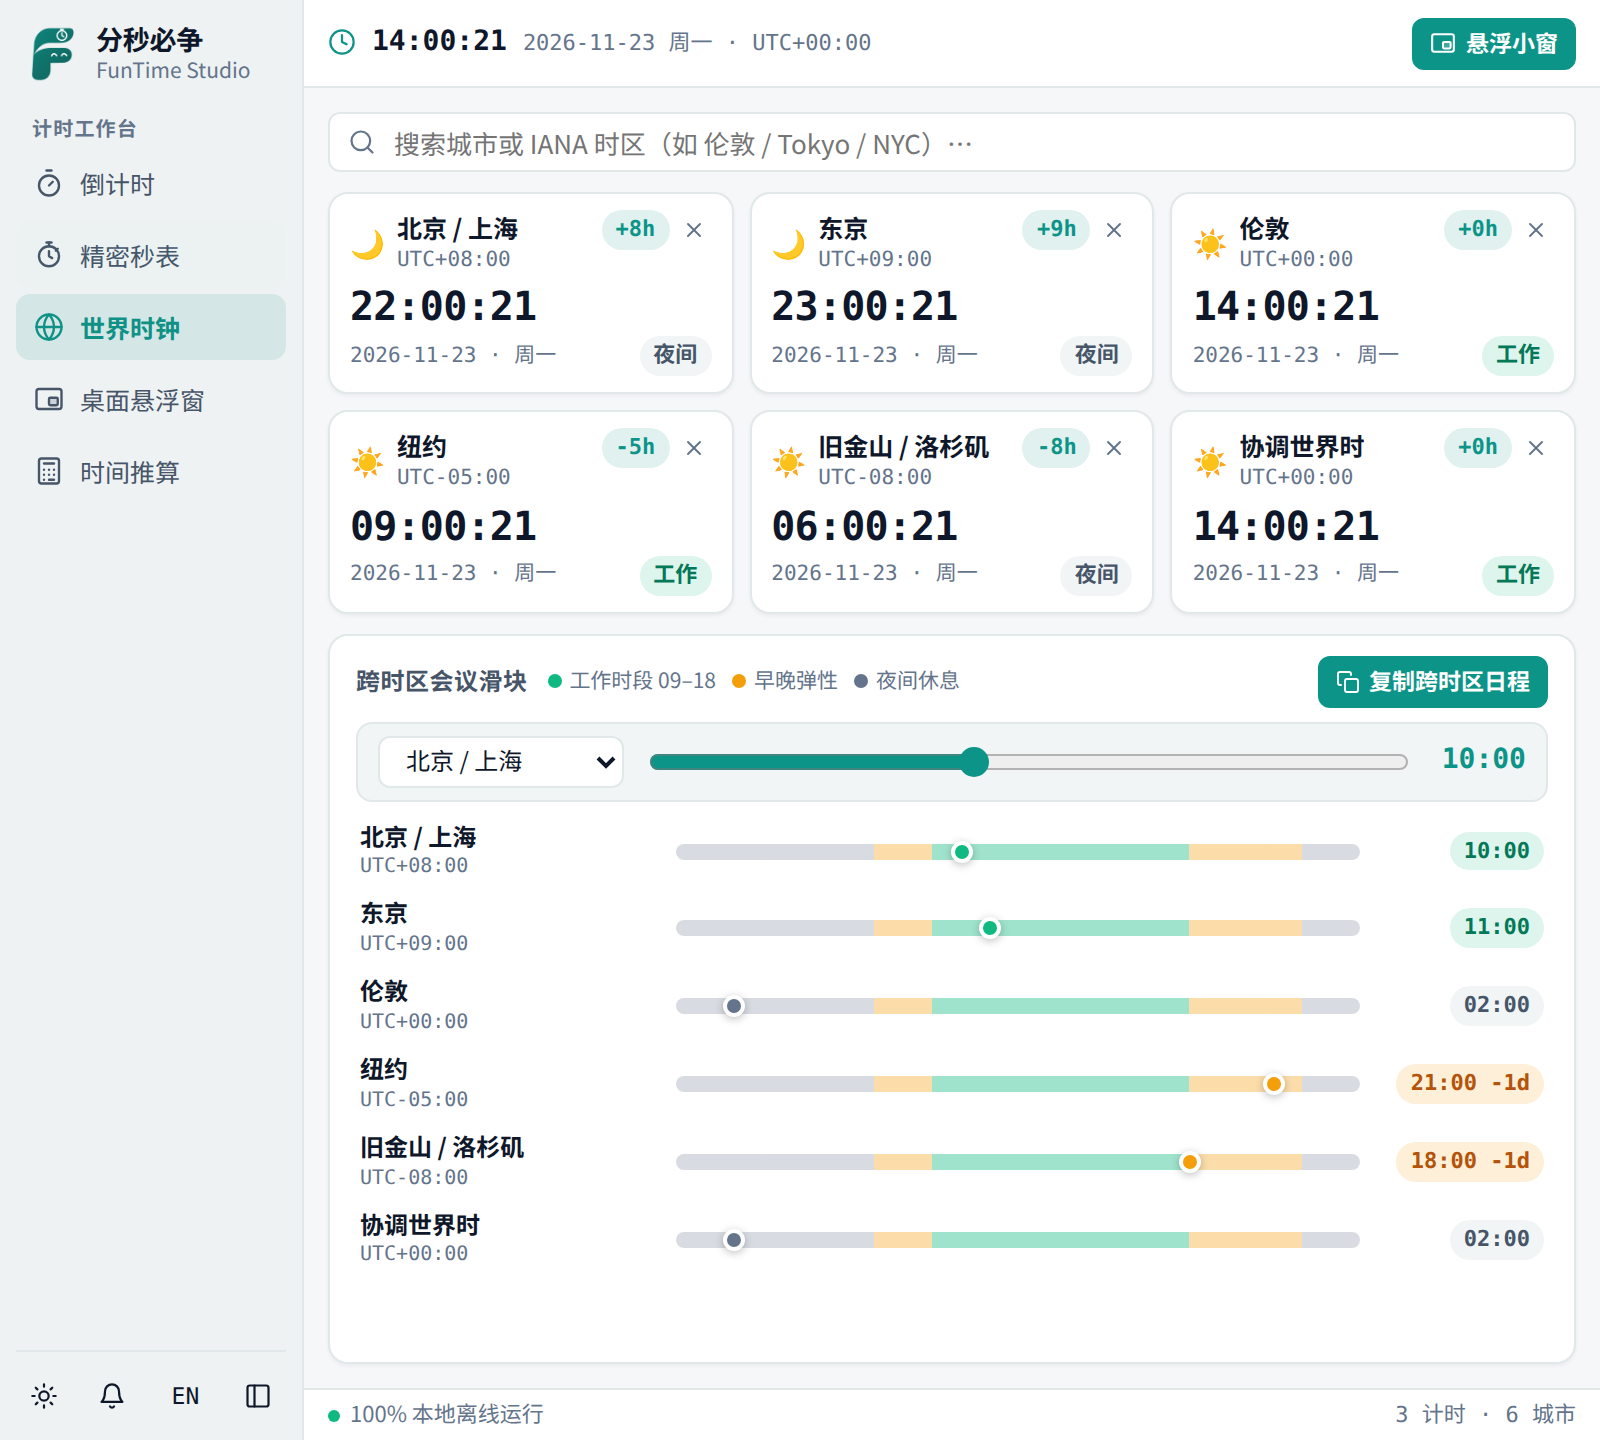 分秒必争
FunTime Studio
计时工作台
倒计时
精密秒表
世界时钟
桌面悬浮窗
时间推算
EN
14:00:21 2026-11-23 周一 · UTC+00:00
悬浮小窗
搜索城市或 IANA 时区（如 伦敦 / Tokyo / NYC）…
北京 / 上海 +8h
UTC+08:00
22:00:21
2026-11-23 · 周一 夜间
东京 +9h
UTC+09:00
23:00:21
2026-11-23 · 周一 夜间
伦敦 +0h
UTC+00:00
14:00:21
2026-11-23 · 周一 工作
纽约 -5h
UTC-05:00
09:00:21
2026-11-23 · 周一 工作
旧金山 / 洛杉矶 -8h
UTC-08:00
06:00:21
2026-11-23 · 周一 夜间
协调世界时 +0h
UTC+00:00
14:00:21
2026-11-23 · 周一 工作
跨时区会议滑块 工作时段 09–18 早晚弹性 夜间休息 复制跨时区日程
北京 / 上海 10:00
北京 / 上海 10:00
UTC+08:00
东京 11:00
UTC+09:00
伦敦 02:00
UTC+00:00
纽约 21:00 -1d
UTC-05:00
旧金山 / 洛杉矶 18:00 -1d
UTC-08:00
协调世界时 02:00
UTC+00:00
100% 本地离线运行 3 计时 · 6 城市